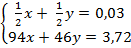 {½x + ½y = 0,03
94x + 46y = 3,72